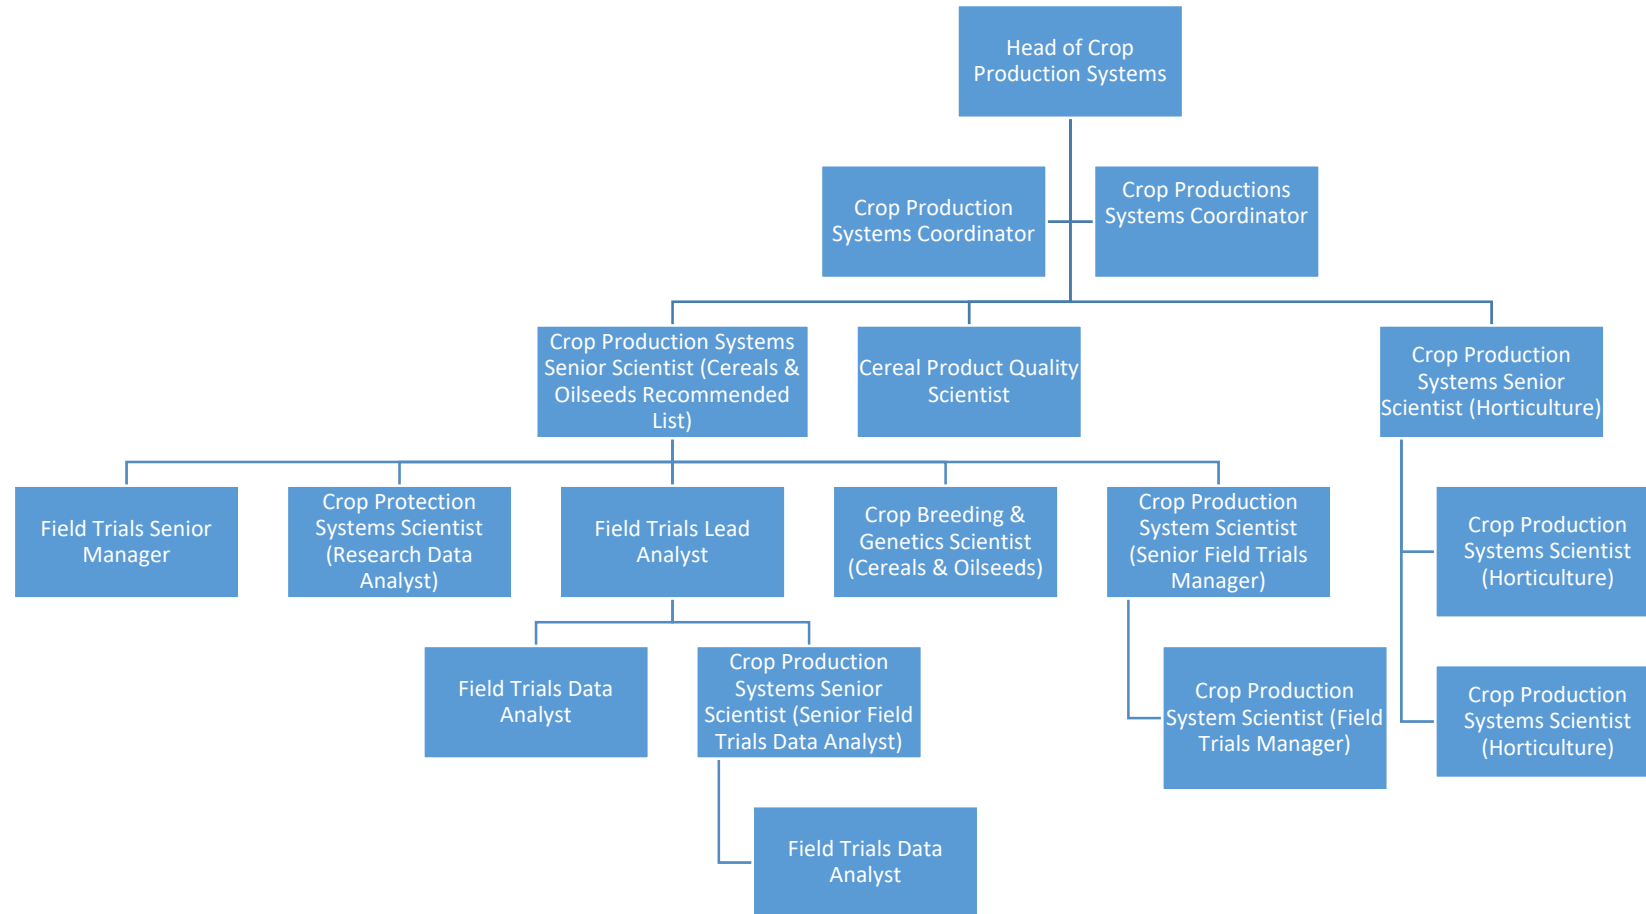 Head of Crop
Production Systems
Crop Production
Systems Coordinator
Crop Productions
Systems Coordinator
Crop Production Systems
Senior Scientist (Cereals &
Oilseeds Recommended
List)
Cereal Product Quality
Scientist
Crop Production
Systems Senior
Scientist (Horticulture)
Field Trials Senior
Manager
Crop Protection
Systems Scientist
(Research Data
Analyst)
Field Trials Lead
Analyst
Crop Breeding &
Genetics Scientist
(Cereals & Oilseeds)
Crop Production
System Scientist
(Senior Field Trials
Manager)
Crop Production
Systems Scientist
(Horticulture)
Field Trials Data
Analyst
Crop Production
Systems Senior
Scientist (Senior Field
Trials Data Analyst)
Crop Production
System Scientist (Field
Trials Manager)
Crop Production
Systems Scientist
(Horticulture)
Field Trials Data
Analyst